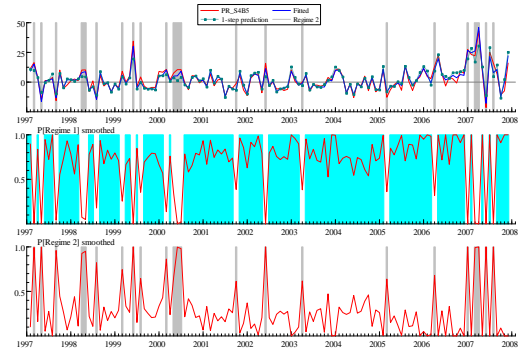 PR_S4B5 Fitted
1-step prediction Regime 2
50
25
0
1997 1998 1999 2000 2001 2002 2003 2004 2005 2006 2007 2008
P[Regime 1] smoothed
1.0
0.5
1997 1998 1999 2000 2001 2002 2003 2004 2005 2006 2007 2008
P[Regime 2] smoothed
1.0
0.5
1997 1998 1999 2000 2001 2002 2003 2004 2005 2006 2007 2008